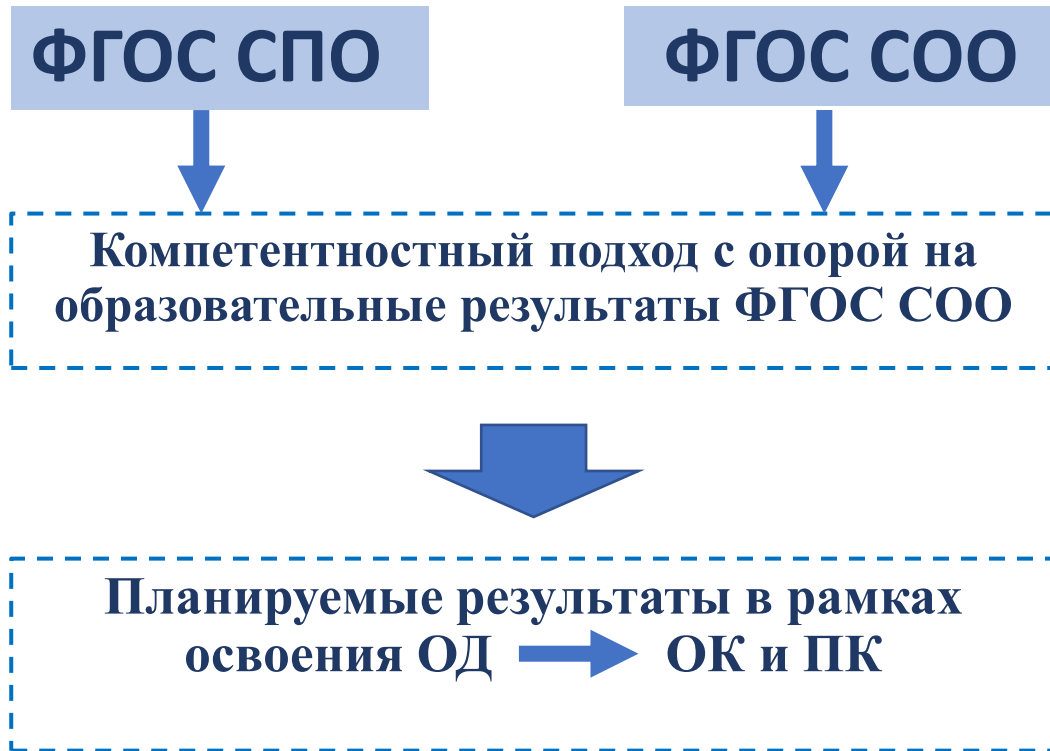 ФГОС СПО
ФГОС СОО
Компетентностный подход с опорой на
образовательные результаты ФГОС СОО
Планируемые результаты в рамках
освоения ОД ОК и ПК